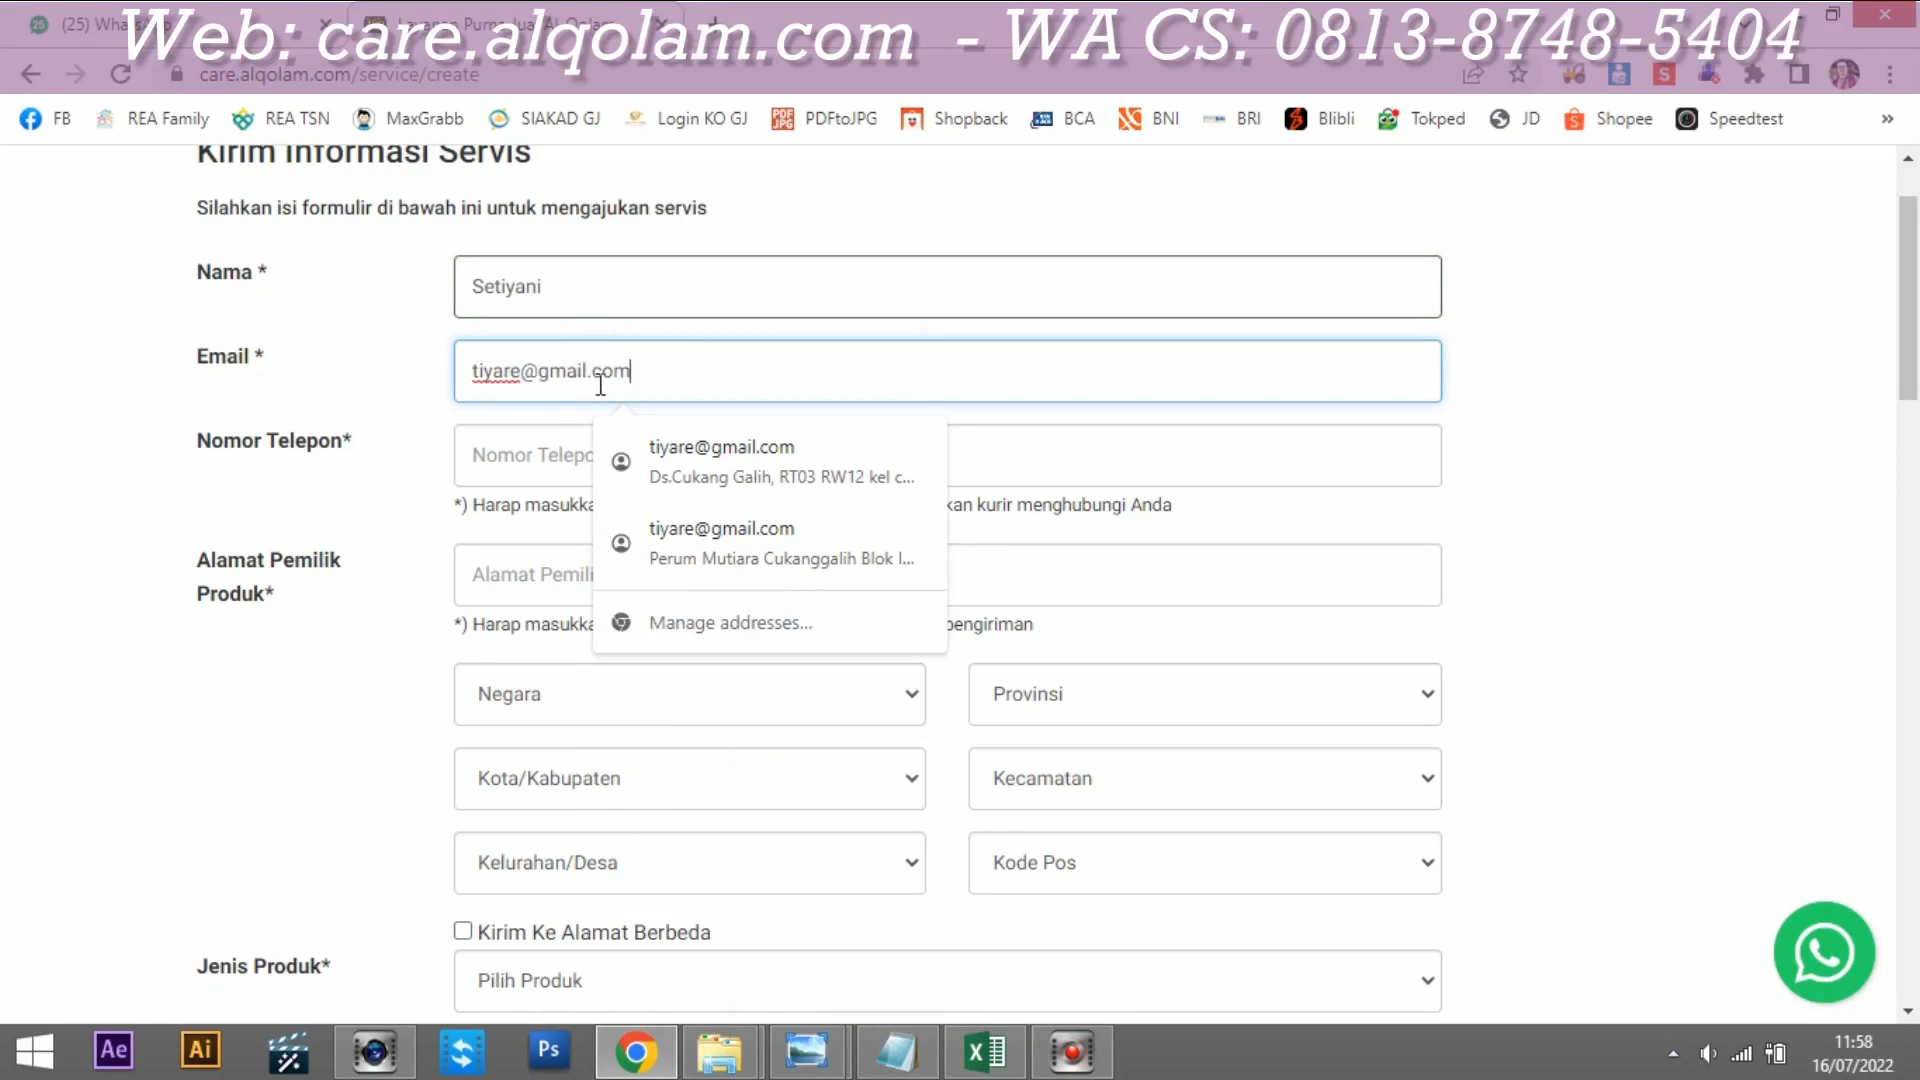 Web: care.alqolam.com - WA CS: 0813-8748-5404
care.alqolam.com/service/create
FB REA Family REA TSN MaxGrabb SIAKAD GJ Login KO GJ PDFtoJPG Shopback BCA BNI BRI Blibli Tokped JD Shopee Speedtest »
Kirim Informasi Servis
Silahkan isi formulir di bawah ini untuk mengajukan servis
Nama *
Setiyani
Email *
tiyare@gmail.com
tiyare@gmail.com
Ds.Cukang Galih, RT03 RW12 kel c...
tiyare@gmail.com
Perum Mutiara Cukanggalih Blok I...
Manage addresses...
Nomor Telepon*
Nomor Telepo
*) Harap masukka kan kurir menghubungi Anda
Alamat Pemilik
Produk*
Alamat Pemili
*) Harap masukka pengiriman
Negara
Provinsi
Kota/Kabupaten
Kecamatan
Kelurahan/Desa
Kode Pos
Kirim Ke Alamat Berbeda
Jenis Produk*
Pilih Produk
Ae Ai Ps
11:58
16/07/2022